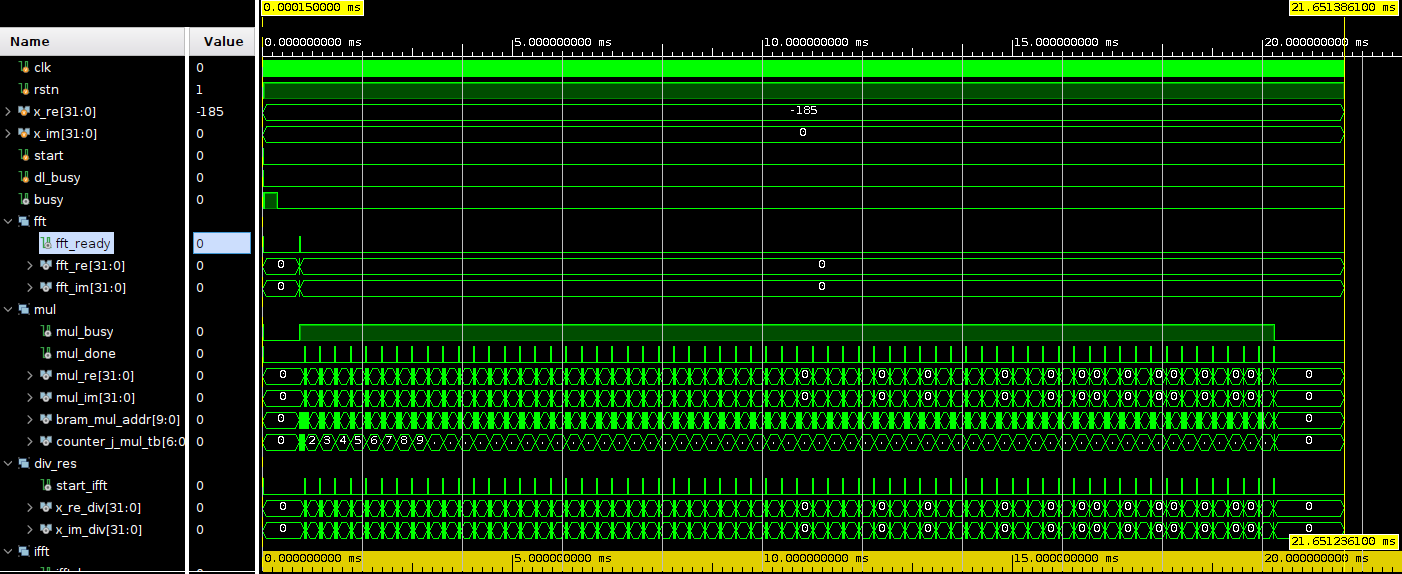 0.000150000 ms 21.651386100 ms
Name Value 0.000000000 ms 5.000000000 ms 10.000000000 ms 15.000000000 ms 20.000000000 ms
clk 0
rstn 1
x_re[31:0] -185 -185
x_im[31:0] 0 0
start 0
dl_busy 0
busy 0
fft
fft_ready 0
fft_re[31:0] 0 0 0
fft_im[31:0] 0 0 0
mul
mul_busy 0
mul_done 0
mul_re[31:0] 0 0 0 0 0 0 0 0 0 0 0 0 0 0 0
mul_im[31:0] 0 0 0 0 0 0 0 0 0 0 0 0 0 0 0
bram_mul_addr[9:0] 0 0 0
counter_j_mul_tb[6:0 0 0 2 3 4 5 6 7 8 9 0
div_res
start_ifft 0
x_re_div[31:0] 0 0 0 0 0 0 0 0 0 0 0 0 0 0 0
x_im_div[31:0] 0 0 0 0 0 0 0 0 0 0 0 0 0 0 0
21.651236100 ms
ifft
0.000000000 ms 5.000000000 ms 10.000000000 ms 15.000000000 ms 20.000000000 ms